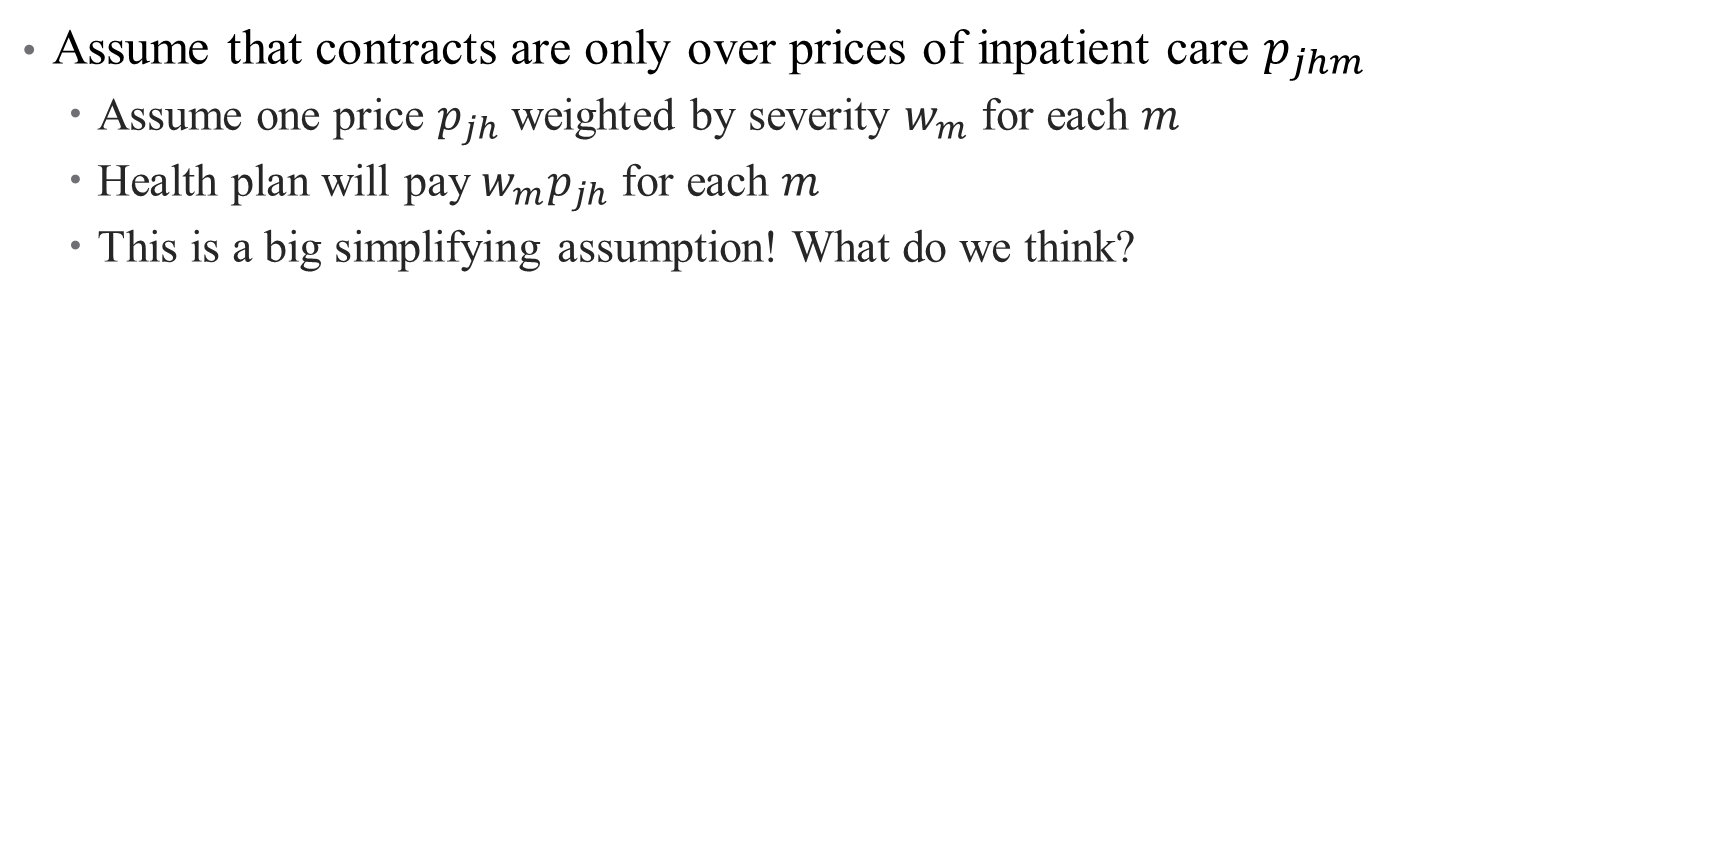 • Assume that contracts are only over prices of inpatient care $p_{jhm}$
• Assume one price $p_{jh}$ weighted by severity $w_m$ for each $m$
• Health plan will pay $w_m p_{jh}$ for each $m$
• This is a big simplifying assumption! What do we think?